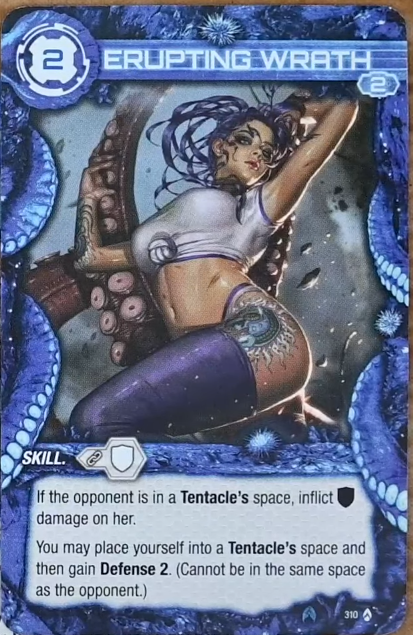 2 ERUPTING WRATH
2
SKILL.
If the opponent is in a Tentacle's space, inflict
damage on her.
You may place yourself into a Tentacle's space and
then gain Defense 2. (Cannot be in the same space
as the opponent.)
310